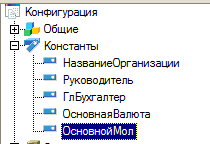 Конфигурация
Общие
Константы
НазваниеОрганизации
Руководитель
ГлБухгалтер
ОсновнаяВалюта
ОсновнойМол